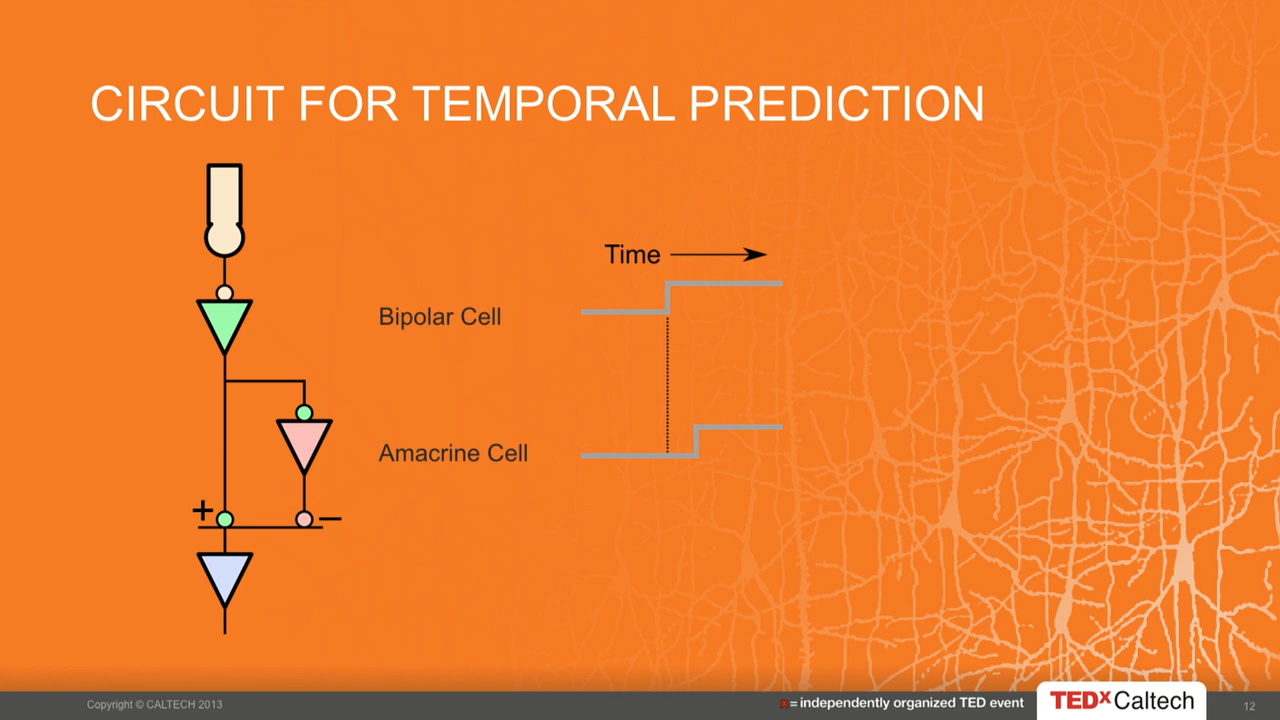 CIRCUIT FOR TEMPORAL PREDICTION
Time
Bipolar Cell
Amacrine Cell
+
−
Copyright © CALTECH 2013
x = independently organized TED event
TEDxCaltech
12